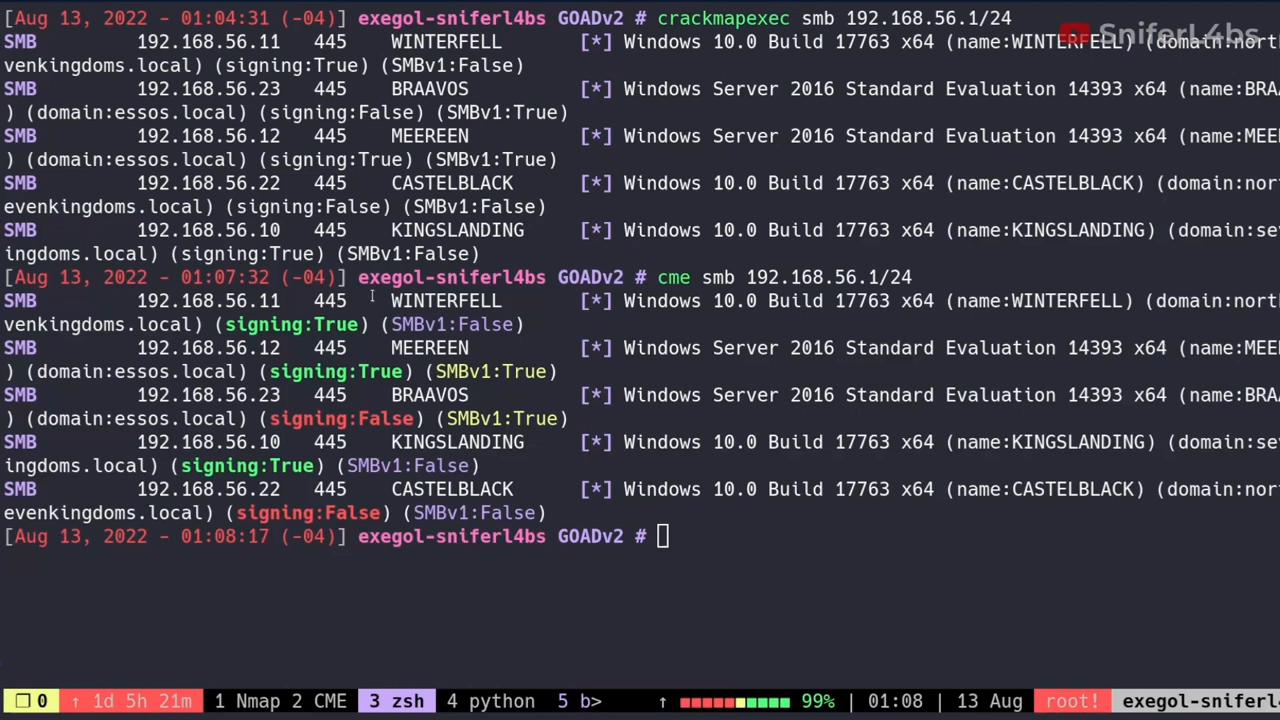 [Aug 13, 2022 - 01:04:31 (-04)] exegol-sniferl4bs GOADv2 # crackmapexec smb 192.168.56.1/24
SniferL4bs
SMB 192.168.56.11 445 WINTERFELL [*] Windows 10.0 Build 17763 x64 (name:WINTERFELL) (domain:nort
venkingdoms.local) (signing:True) (SMBv1:False)
SMB 192.168.56.23 445 BRAAVOS [*] Windows Server 2016 Standard Evaluation 14393 x64 (name:BRAA
) (domain:essos.local) (signing:False) (SMBv1:True)
SMB 192.168.56.12 445 MEEREEN [*] Windows Server 2016 Standard Evaluation 14393 x64 (name:MEE
) (domain:essos.local) (signing:True) (SMBv1:True)
SMB 192.168.56.22 445 CASTELBLACK [*] Windows 10.0 Build 17763 x64 (name:CASTELBLACK) (domain:nor
evenkingdoms.local) (signing:False) (SMBv1:False)
SMB 192.168.56.10 445 KINGSLANDING [*] Windows 10.0 Build 17763 x64 (name:KINGSLANDING) (domain:se
ingdoms.local) (signing:True) (SMBv1:False)
[Aug 13, 2022 - 01:07:32 (-04)] exegol-sniferl4bs GOADv2 # cme smb 192.168.56.1/24
SMB 192.168.56.11 445 WINTERFELL [*] Windows 10.0 Build 17763 x64 (name:WINTERFELL) (domain:nort
venkingdoms.local) (signing:True) (SMBv1:False)
SMB 192.168.56.12 445 MEEREEN [*] Windows Server 2016 Standard Evaluation 14393 x64 (name:MEE
) (domain:essos.local) (signing:True) (SMBv1:True)
SMB 192.168.56.23 445 BRAAVOS [*] Windows Server 2016 Standard Evaluation 14393 x64 (name:BRAA
) (domain:essos.local) (signing:False) (SMBv1:True)
SMB 192.168.56.10 445 KINGSLANDING [*] Windows 10.0 Build 17763 x64 (name:KINGSLANDING) (domain:se
ingdoms.local) (signing:True) (SMBv1:False)
SMB 192.168.56.22 445 CASTELBLACK [*] Windows 10.0 Build 17763 x64 (name:CASTELBLACK) (domain:nor
evenkingdoms.local) (signing:False) (SMBv1:False)
[Aug 13, 2022 - 01:08:17 (-04)] exegol-sniferl4bs GOADv2 #
❐ 0 ↑ 1d 5h 21m 1 Nmap 2 CME 3 zsh 4 python 5 b> ↑ 99% | 01:08 | 13 Aug root! exegol-sniferl